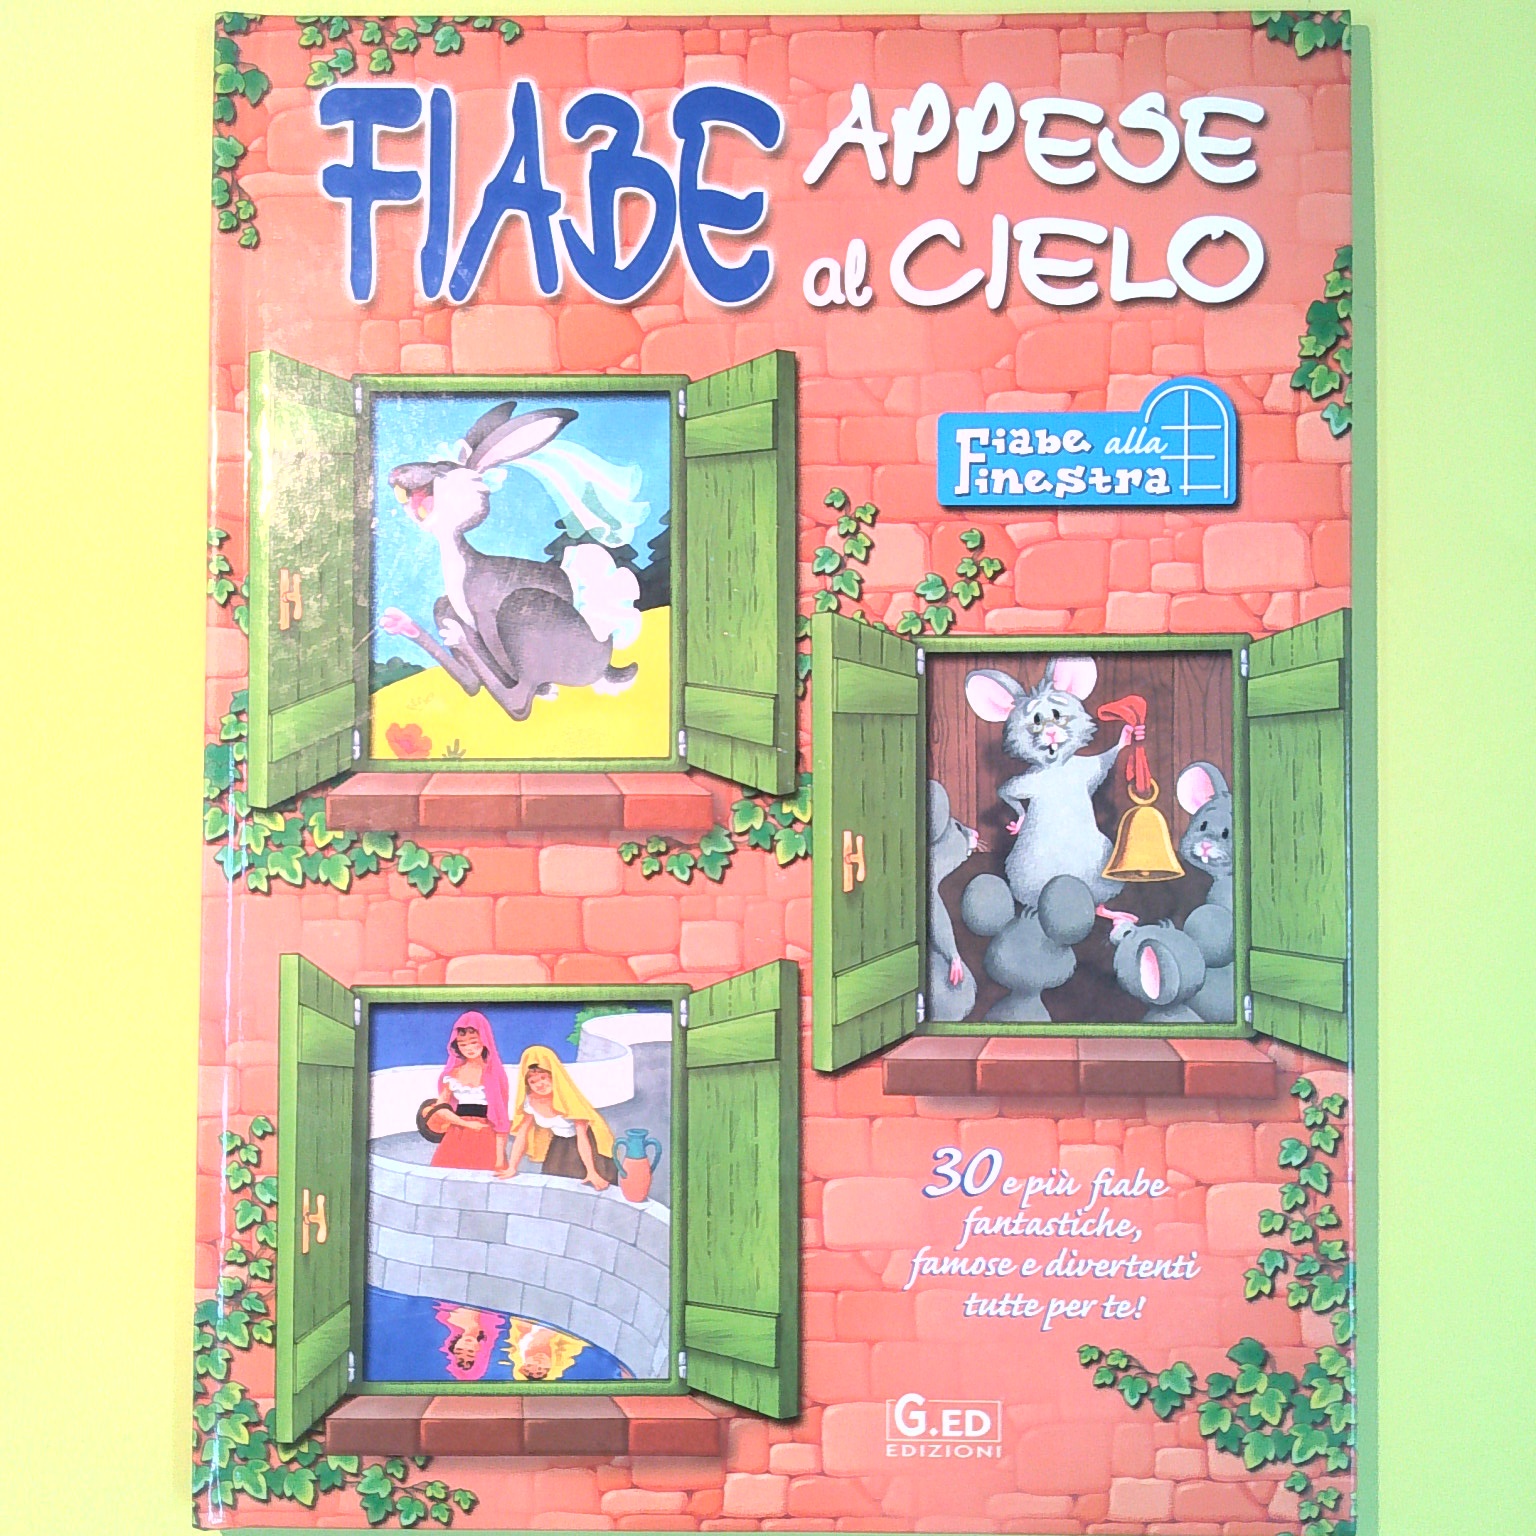 FIABE APPESE
al CIELO
Fiabe alla
Finestra
30 e più fiabe
fantastiche,
famose e divertenti
tutte per te!
G.ED
EDIZIONI